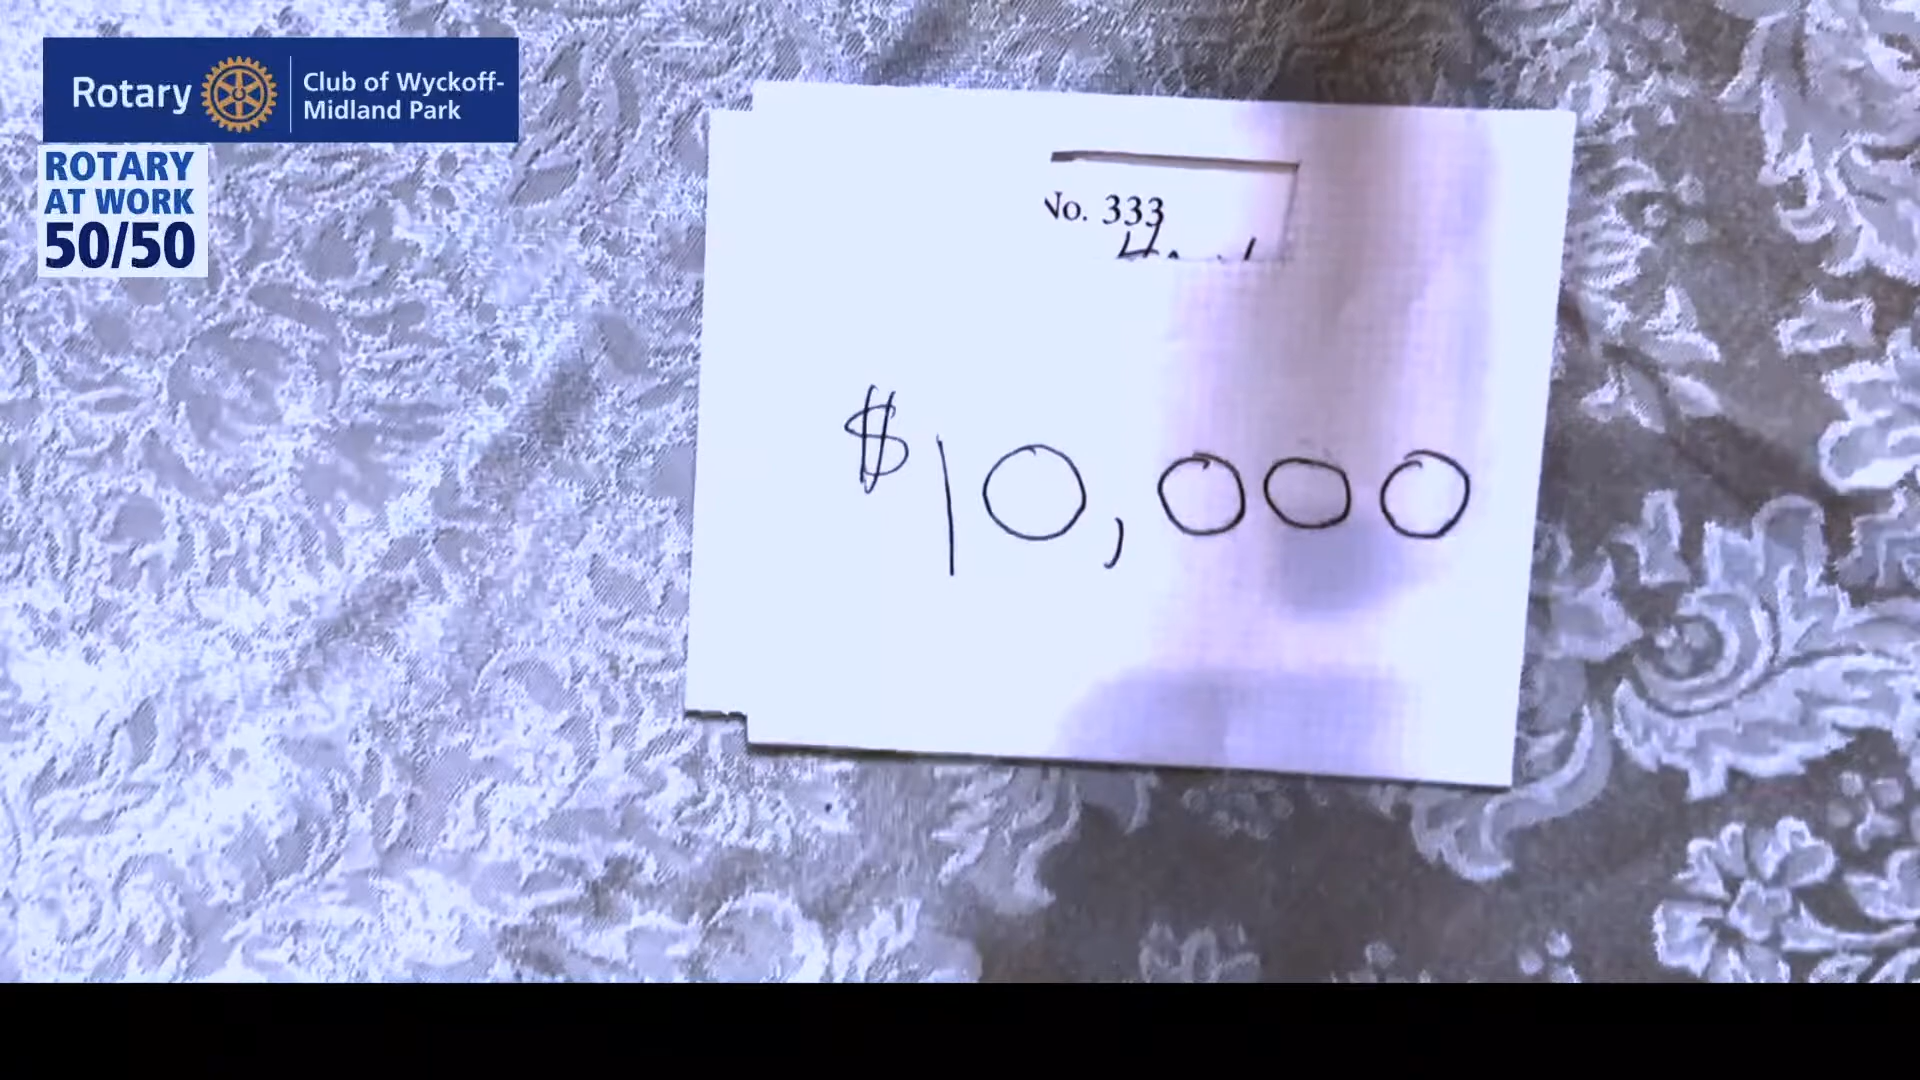 Rotary
Club of Wyckoff-
Midland Park
ROTARY
AT WORK
50/50
No. 333
$10,000